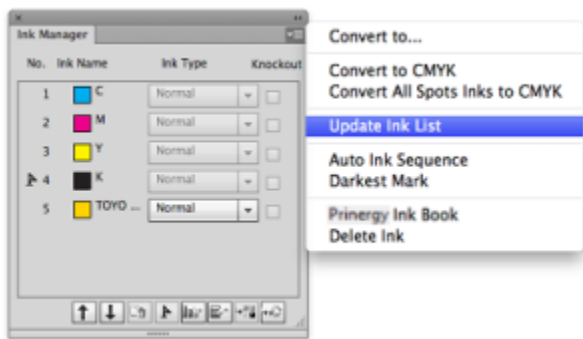 Ink Manager
No. Ink Name Ink Type Knockout
1 C Normal
2 M Normal
3 Y Normal
4 K Normal
5 TOYO ... Normal
Convert to...
Convert to CMYK
Convert All Spots Inks to CMYK
Update Ink List
Auto Ink Sequence
Darkest Mark
Prinergy Ink Book
Delete Ink